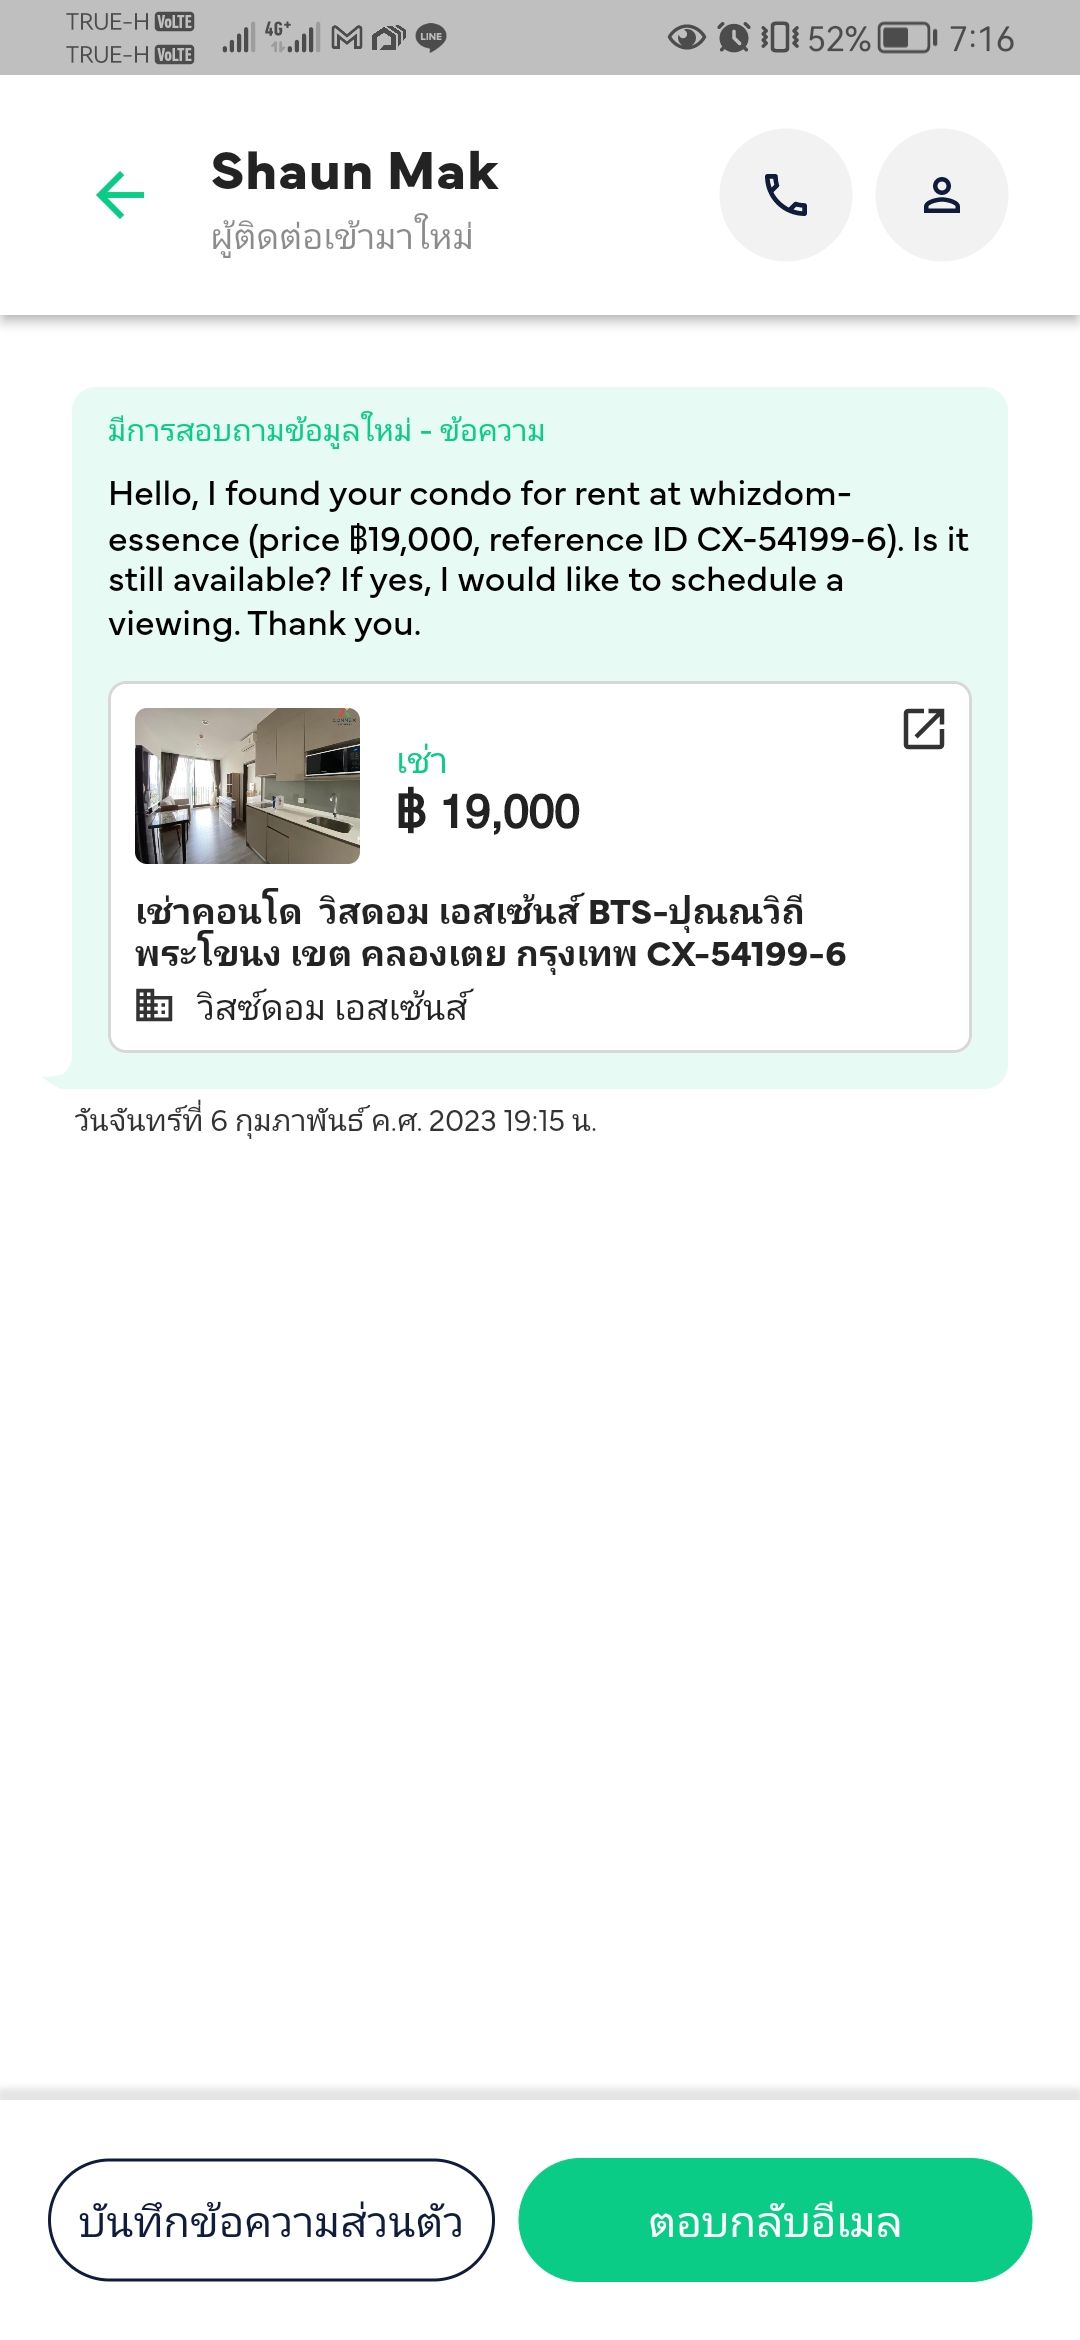 TRUE-H VoLTE
TRUE-H VoLTE
4G+
LINE
52%
7:16
Shaun Mak
ผู้ติดต่อเข้ามาใหม่
มีการสอบถามข้อมูลใหม่ - ข้อความ
Hello, I found your condo for rent at whizdom-
essence (price ฿19,000, reference ID CX-54199-6). Is it
still available? If yes, I would like to schedule a
viewing. Thank you.
เช่า
฿ 19,000
เช่าคอนโด วิสดอม เอสเซ้นส์ BTS-ปุณณวิถี
พระโขนง เขต คลองเตย กรุงเทพ CX-54199-6
วิสซ์ดอม เอสเซ้นส์
วันจันทร์ที่ 6 กุมภาพันธ์ ค.ศ. 2023 19:15 น.
บันทึกข้อความส่วนตัว
ตอบกลับอีเมล